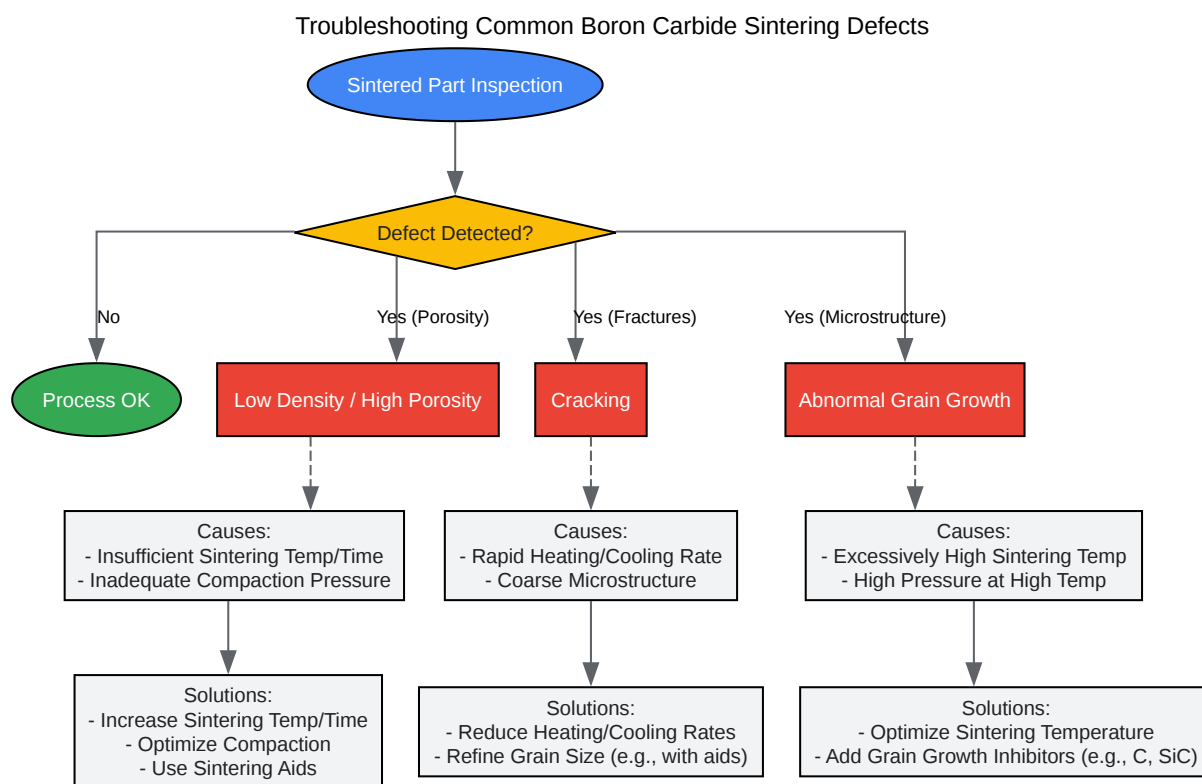 Troubleshooting Common Boron Carbide Sintering Defects
Sintered Part Inspection
Defect Detected?
No
Yes (Porosity)
Yes (Fractures)
Yes (Microstructure)
Process OK
Low Density / High Porosity
Cracking
Abnormal Grain Growth
Causes:
- Insufficient Sintering Temp/Time
- Inadequate Compaction Pressure
Causes:
- Rapid Heating/Cooling Rate
- Coarse Microstructure
Causes:
- Excessively High Sintering Temp
- High Pressure at High Temp
Solutions:
- Increase Sintering Temp/Time
- Optimize Compaction
- Use Sintering Aids
Solutions:
- Reduce Heating/Cooling Rates
- Refine Grain Size (e.g., with aids)
Solutions:
- Optimize Sintering Temperature
- Add Grain Growth Inhibitors (e.g., C, SiC)